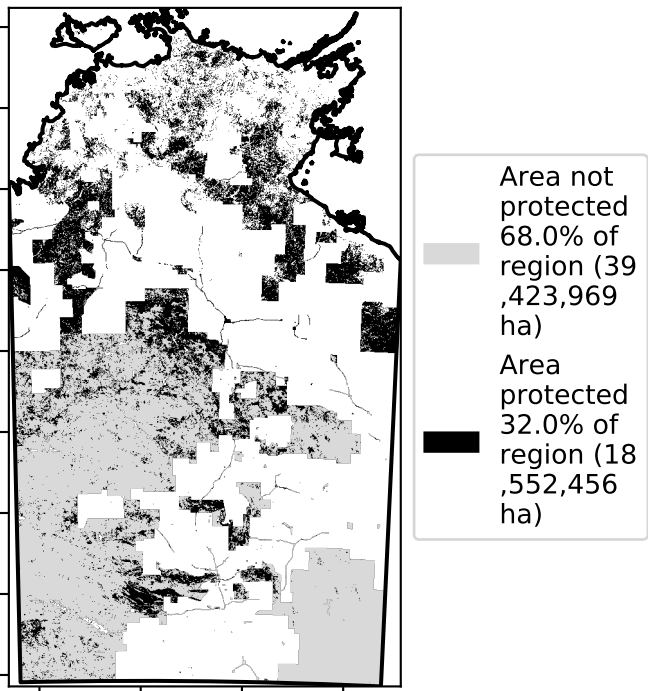 Area not
protected
68.0% of
region (39
,423,969
ha)
Area
protected
32.0% of
region (18
,552,456
ha)